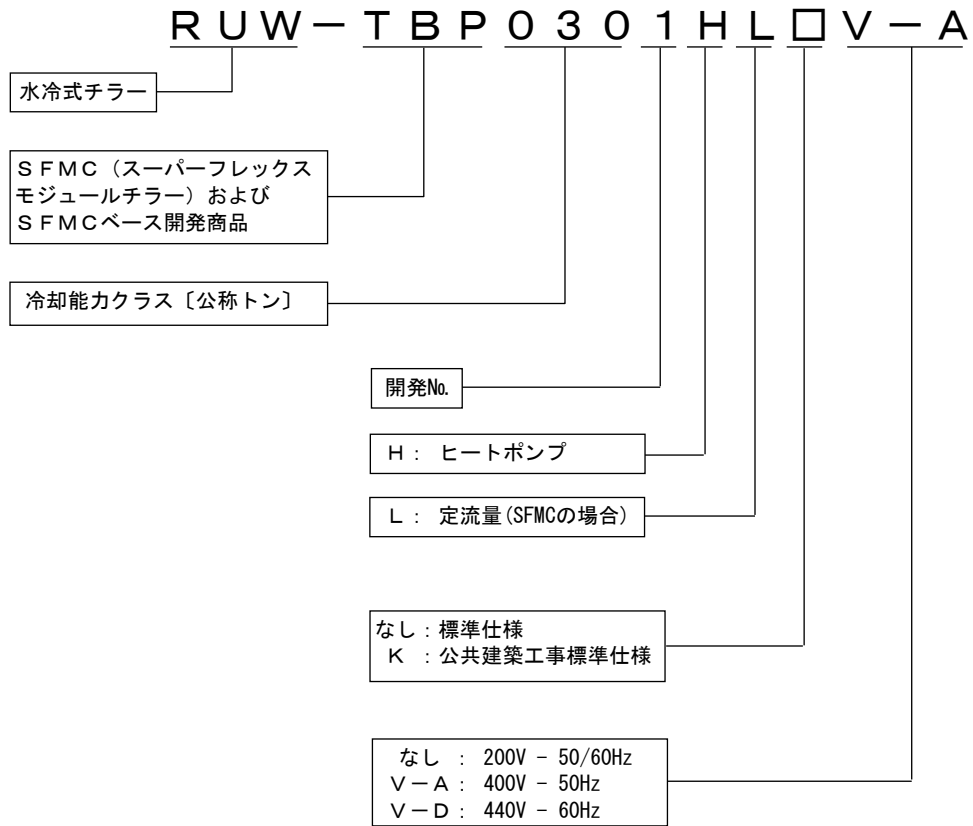 ＲＵＷ－ＴＢＰ０３０１ＨＬ□Ｖ－Ａ
水冷式チラー
ＳＦＭＣ（スーパーフレックス
モジュールチラー）および
ＳＦＭＣベース開発商品
冷却能力クラス〔公称トン〕
開発№
Ｈ： ヒートポンプ
Ｌ： 定流量(SFMCの場合)
なし：標準仕様
Ｋ ：公共建築工事標準仕様
なし ： 200V - 50/60Hz
Ｖ－Ａ： 400V - 50Hz
Ｖ－Ｄ： 440V - 60Hz